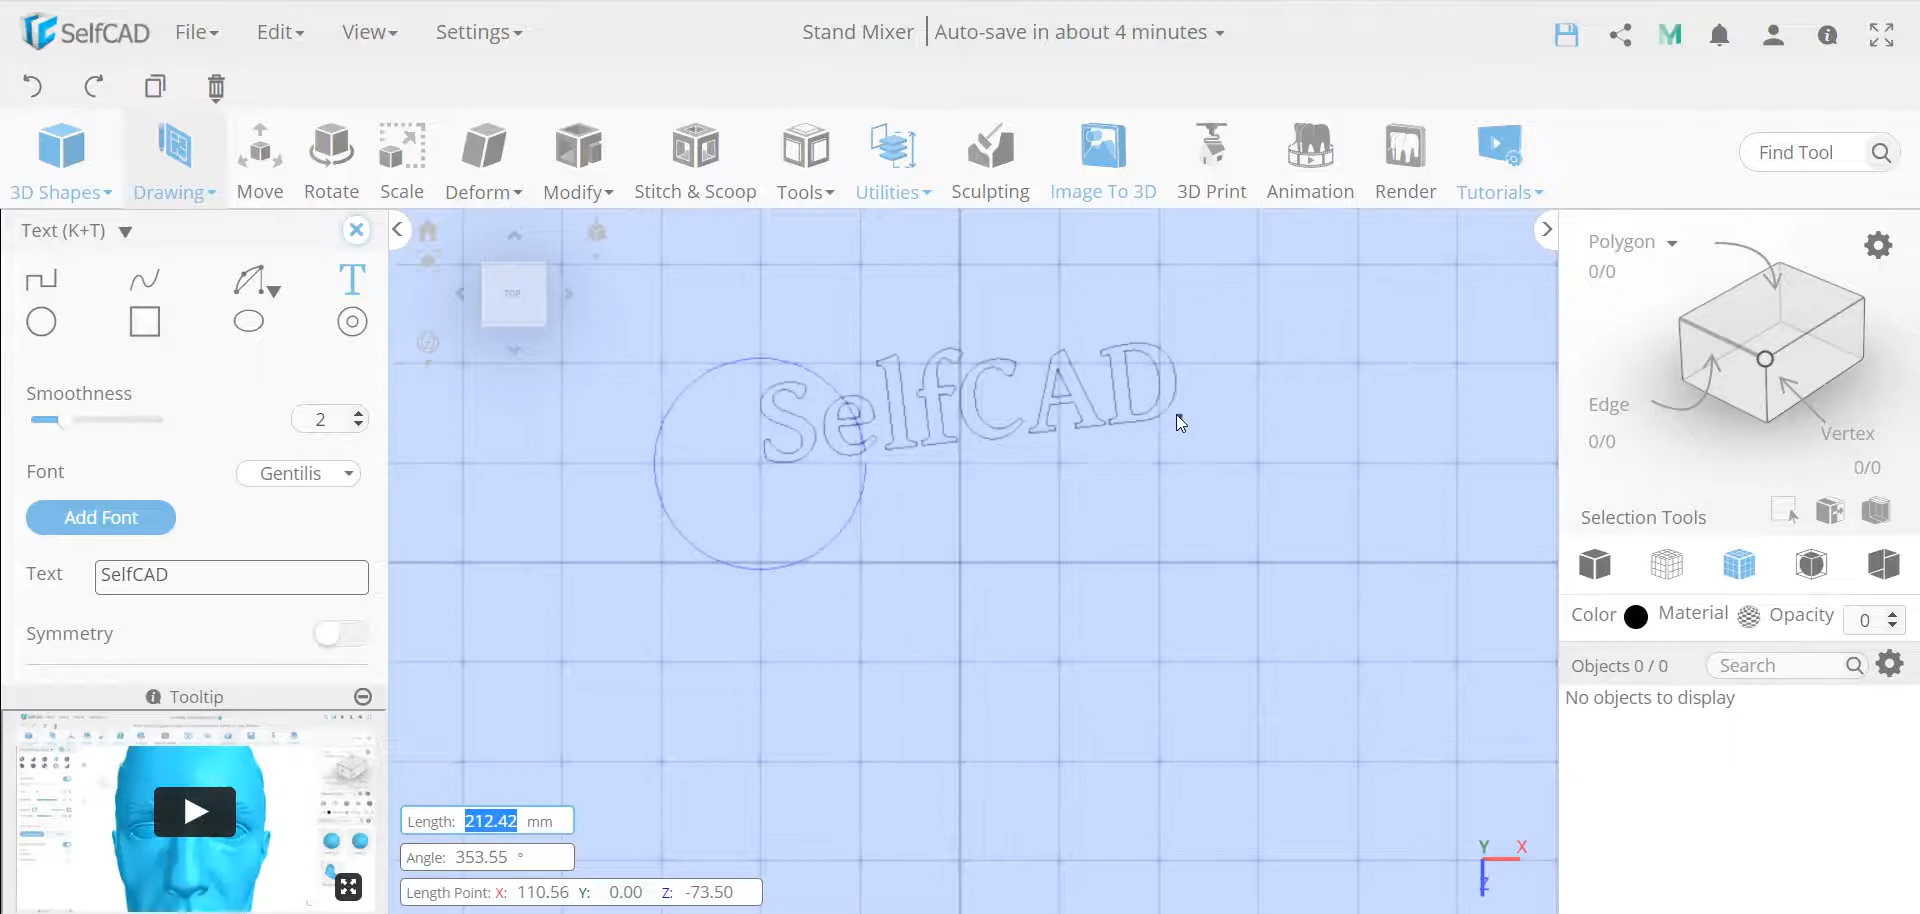 SelfCAD File Edit View Settings Stand Mixer Auto-save in about 4 minutes
3D Shapes Drawing Move Rotate Scale Deform Modify Stitch & Scoop Tools Utilities Sculpting Image To 3D 3D Print Animation Render Tutorials Find Tool
Text (K+T)
Smoothness
2
Font Gentilis
Add Font
Text SelfCAD
Symmetry
Tooltip
TOP
SelfCAD
Length: 212.42 mm
Angle: 353.55 °
Length Point: X: 110.56 Y: 0.00 Z: -73.50
Y X
Z
Polygon
0/0
Edge
0/0
Vertex
0/0
Selection Tools
Color Material Opacity 0
Objects 0 / 0 Search
No objects to display